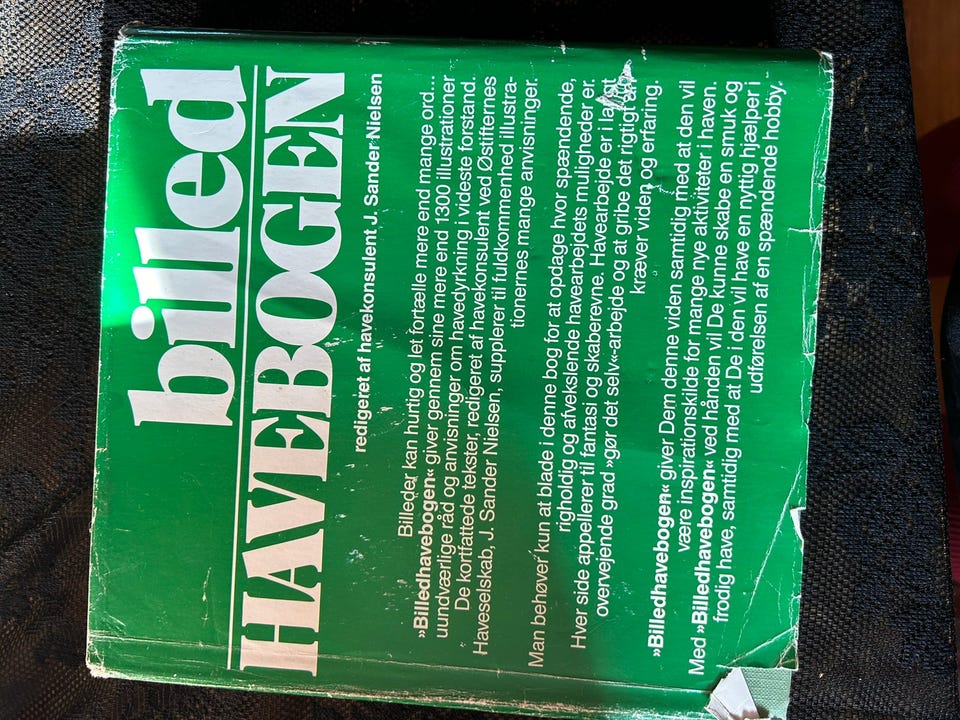 billed
HAVEBOGEN
redigeret af havekonsulent J. Sander Nielsen
Billeder kan hurtig og let fortælle mere end mange ord...
»Billedhavebogen« giver gennem sine mere end 1300 illustrationer
uundværlige råd og anvisninger om havedyrkning i videste forstand.
De kortfattede tekster, redigeret af havekonsulent ved Østifternes
Haveselskab, J. Sander Nielsen, supplerer til fuldkommenhed illustra-
tionernes mange anvisninger.
Man behøver kun at blade i denne bog for at opdage hvor spændende,
righoldig og afvekslende havearbejdets muligheder er.
Hver side appellerer til fantasi og skaberevne. Havearbejde er i langt
overvejende grad »gør det selv«-arbejde og at gribe det rigtigt an
kræver viden og erfaring.
»Billedhavebogen« giver Dem denne viden samtidig med at den vil
være inspirationskilde for mange nye aktiviteter i haven.
Med »Billedhavebogen« ved hånden vil De kunne skabe en smuk og
frodig have, samtidig med at De i den vil have en nyttig hjælper i
udførelsen af en spændende hobby.